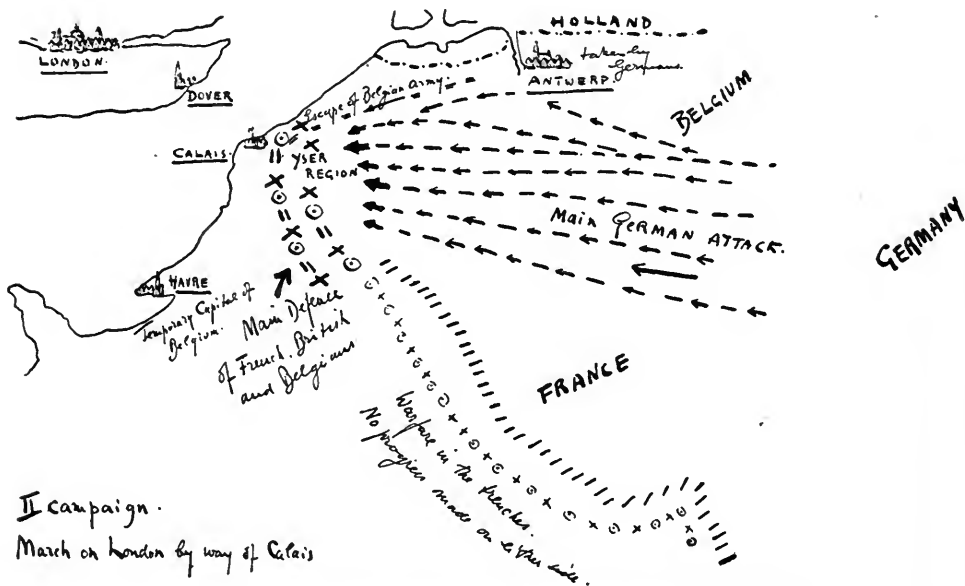 HOLLAND
LONDON.
taken by
Germans.
ANTWERP.
DOVER
BELGIUM
Escape of Belgian army.
CALAIS.
YSER
REGION
Main GERMAN ATTACK.
GERMANY
HAVRE
Temporary Capital of
Belgium.
Main Defence
of French, British
and Belgians
FRANCE
Warfare in the trenches.
No progress made on either side.
II campaign.
March on London by way of Calais